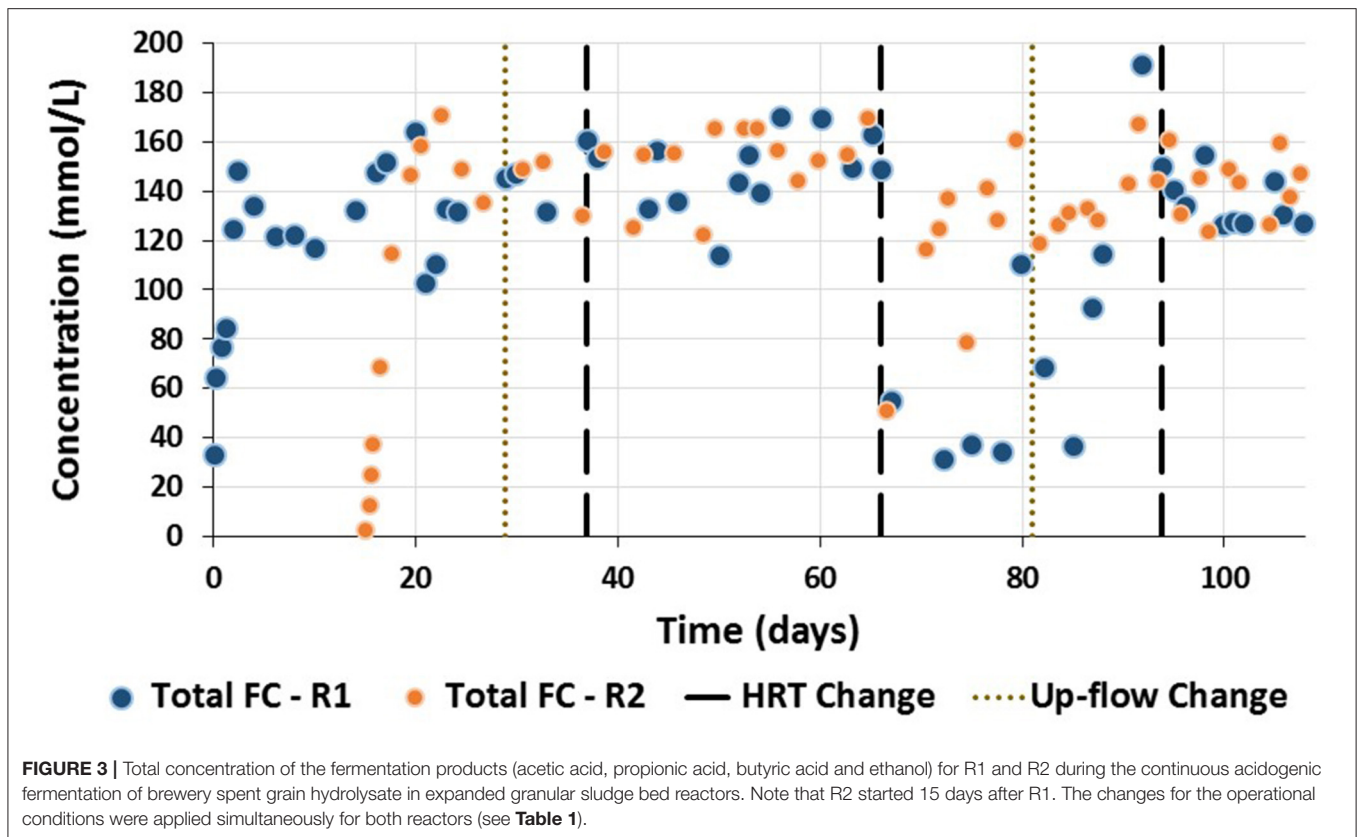 Concentration (mmol/L)
200
180
160
140
120
100
80
60
40
20
0
0 20 40 60 80 100
Time (days)
Total FC - R1 Total FC - R2 HRT Change Up-flow Change
FIGURE 3 | Total concentration of the fermentation products (acetic acid, propionic acid, butyric acid and ethanol) for R1 and R2 during the continuous acidogenic
fermentation of brewery spent grain hydrolysate in expanded granular sludge bed reactors. Note that R2 started 15 days after R1. The changes for the operational
conditions were applied simultaneously for both reactors (see Table 1).